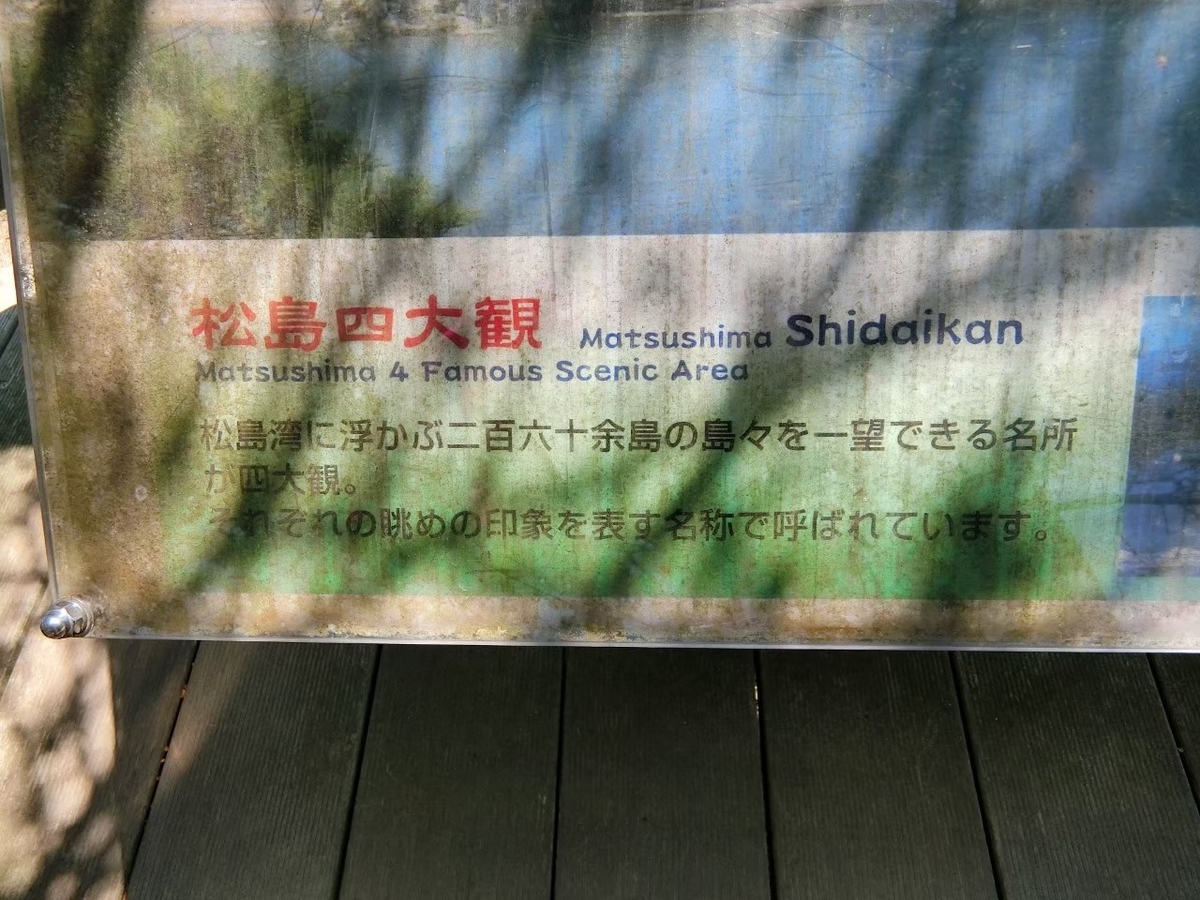 松島四大観 Matsushima Shidaikan
Matsushima 4 Famous Scenic Area
松島湾に浮かぶ二百六十余島の島々を一望できる名所
が四大観。
それぞれの眺めの印象を表す名称で呼ばれています。